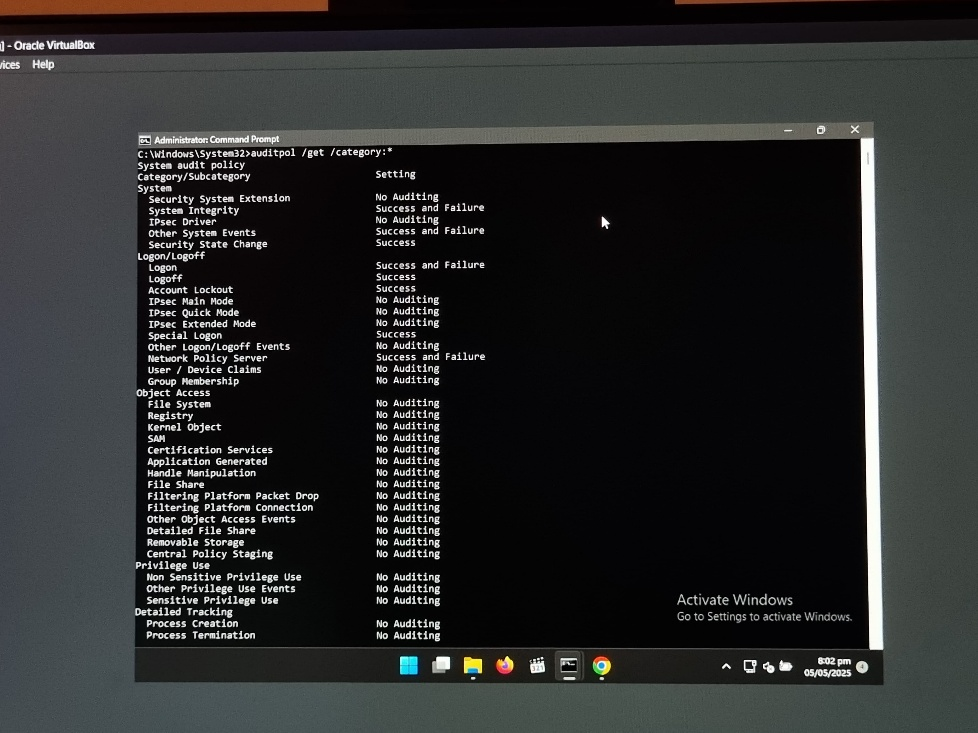 - Oracle VirtualBox
Help
Administrator: Command Prompt
C:\Windows\System32>auditpol /get /category:*
System audit policy
Category/Subcategory Setting
System
Security System Extension No Auditing
System Integrity Success and Failure
IPsec Driver No Auditing
Other System Events Success and Failure
Security State Change Success
Logon/Logoff
Logon Success and Failure
Logoff Success
Account Lockout Success
IPsec Main Mode No Auditing
IPsec Quick Mode No Auditing
IPsec Extended Mode No Auditing
Special Logon Success
Other Logon/Logoff Events No Auditing
Network Policy Server Success and Failure
User / Device Claims No Auditing
Group Membership No Auditing
Object Access
File System No Auditing
Registry No Auditing
Kernel Object No Auditing
SAM No Auditing
Certification Services No Auditing
Application Generated No Auditing
Handle Manipulation No Auditing
File Share No Auditing
Filtering Platform Packet Drop No Auditing
Filtering Platform Connection No Auditing
Other Object Access Events No Auditing
Detailed File Share No Auditing
Removable Storage No Auditing
Central Policy Staging No Auditing
Privilege Use
Non Sensitive Privilege Use No Auditing
Other Privilege Use Events No Auditing
Sensitive Privilege Use No Auditing
Detailed Tracking
Process Creation No Auditing
Process Termination No Auditing
Activate Windows
Go to Settings to activate Windows.
8:02 pm
05/05/2025